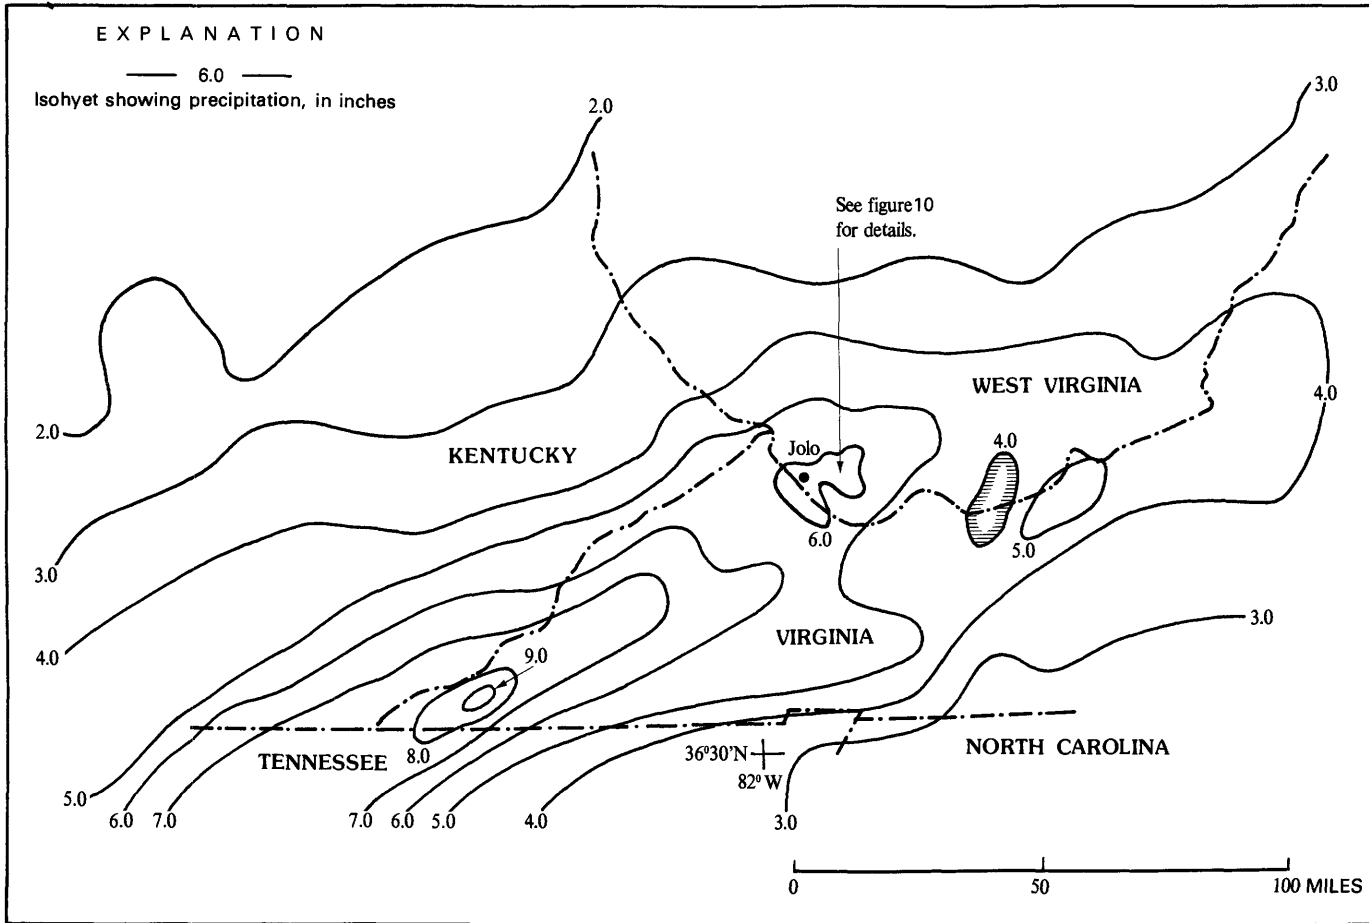 EXPLANATION
6.0
Isohyet showing precipitation, in inches
2.0
3.0
See figure 10
for details.
WEST VIRGINIA
4.0
2.0
KENTUCKY
Jolo
4.0
6.0
5.0
3.0
3.0
VIRGINIA
4.0
9.0
TENNESSEE
8.0
36°30'N
82° W
NORTH CAROLINA
5.0
6.0
7.0
7.0
6.0
5.0
4.0
3.0
0
50
100 MILES